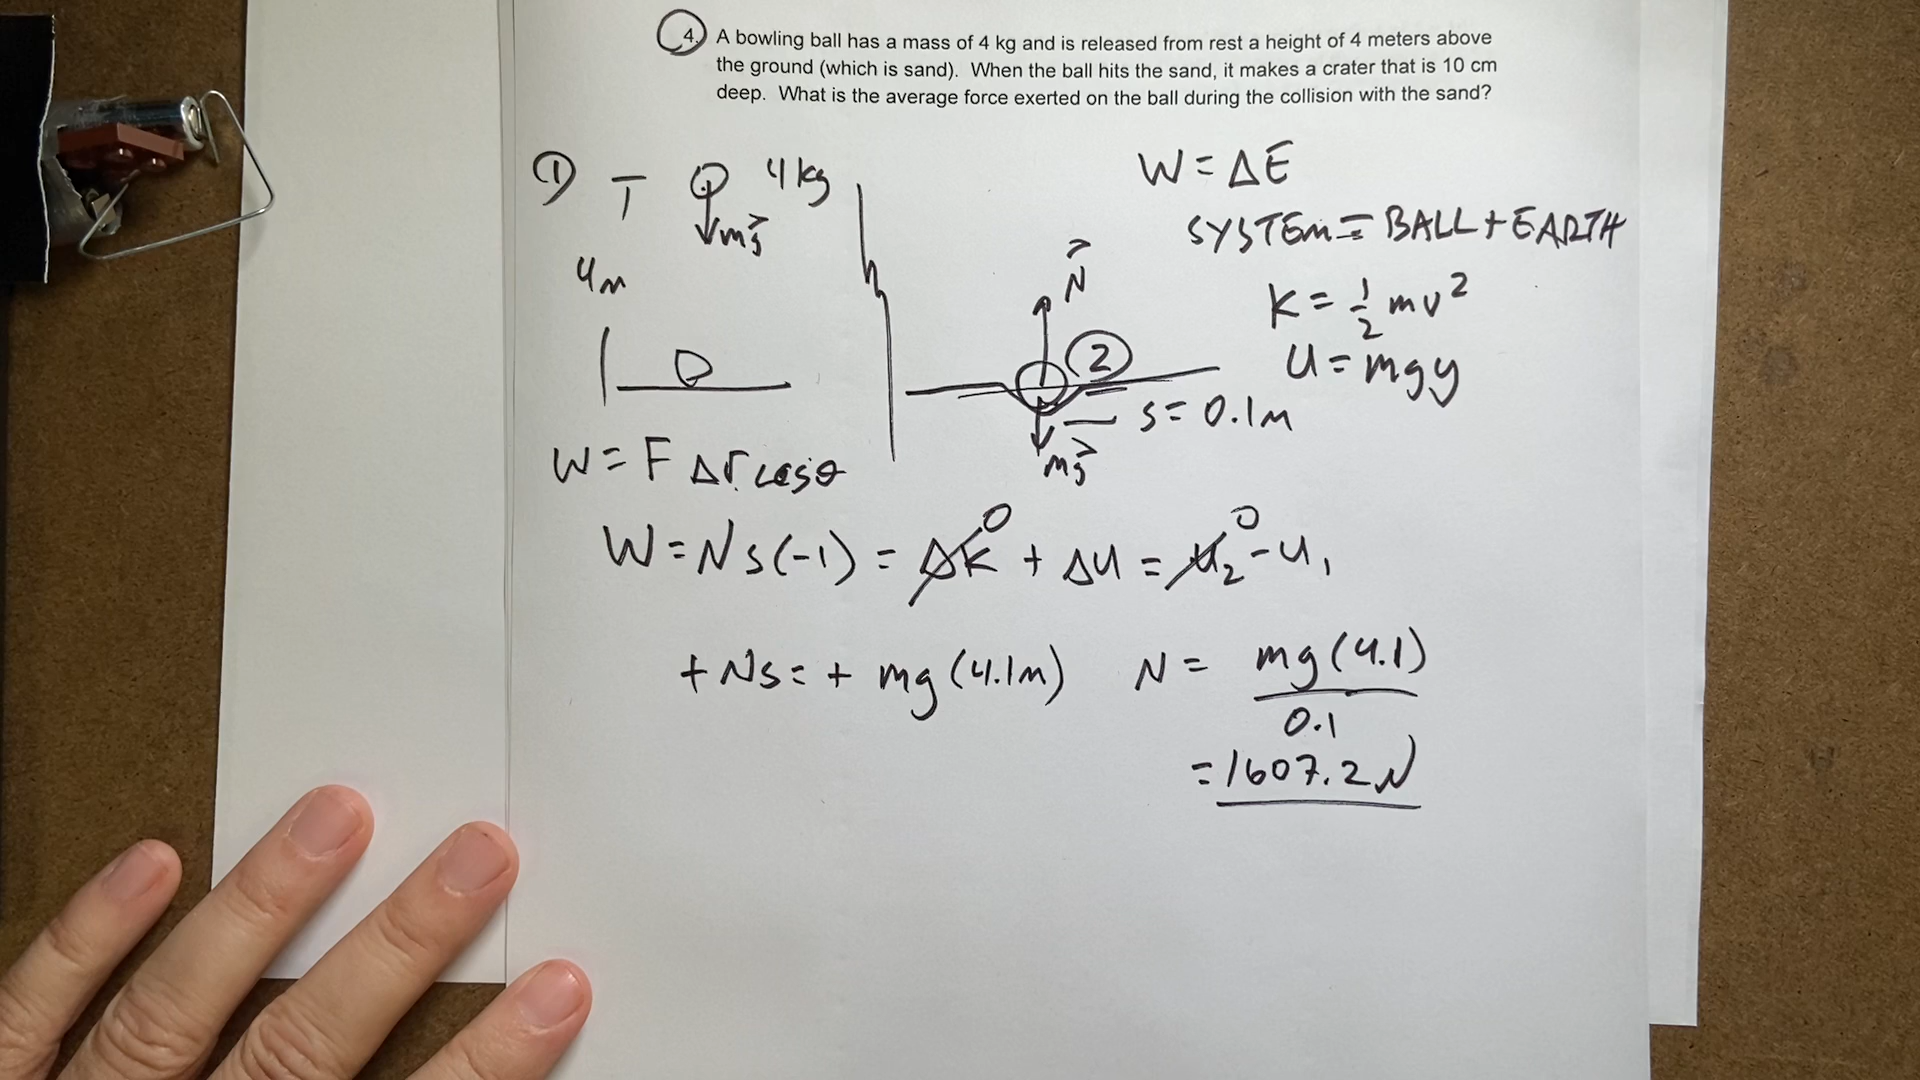 4. A bowling ball has a mass of 4 kg and is released from rest a height of 4 meters above
the ground (which is sand). When the ball hits the sand, it makes a crater that is 10 cm
deep. What is the average force exerted on the ball during the collision with the sand?
① 4 kg
mg⃗
4m
W = F Δr cosθ
N⃗
②
s = 0.1m
mg⃗
W = ΔE
SYSTEM = BALL + EARTH
K = ½ mv²
U = mgy
W = Ns(-1) = ΔK 0 + ΔU = U₂ 0 - U₁
+ Ns = + mg(4.1m)
N = mg(4.1)
0.1
= 1607.2 N